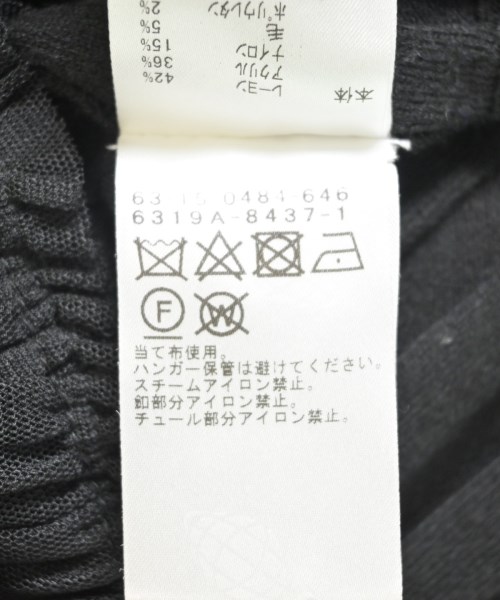 本体
レーヨン 42%
アクリル 36%
ナイロン 15%
毛 5%
ポリウレタン 2%
63 15 0484-646
6319A-8437-1
F
W
当て布使用。
ハンガー保管は避けてください。
スチームアイロン禁止。
釦部分アイロン禁止。
チュール部分アイロン禁止。